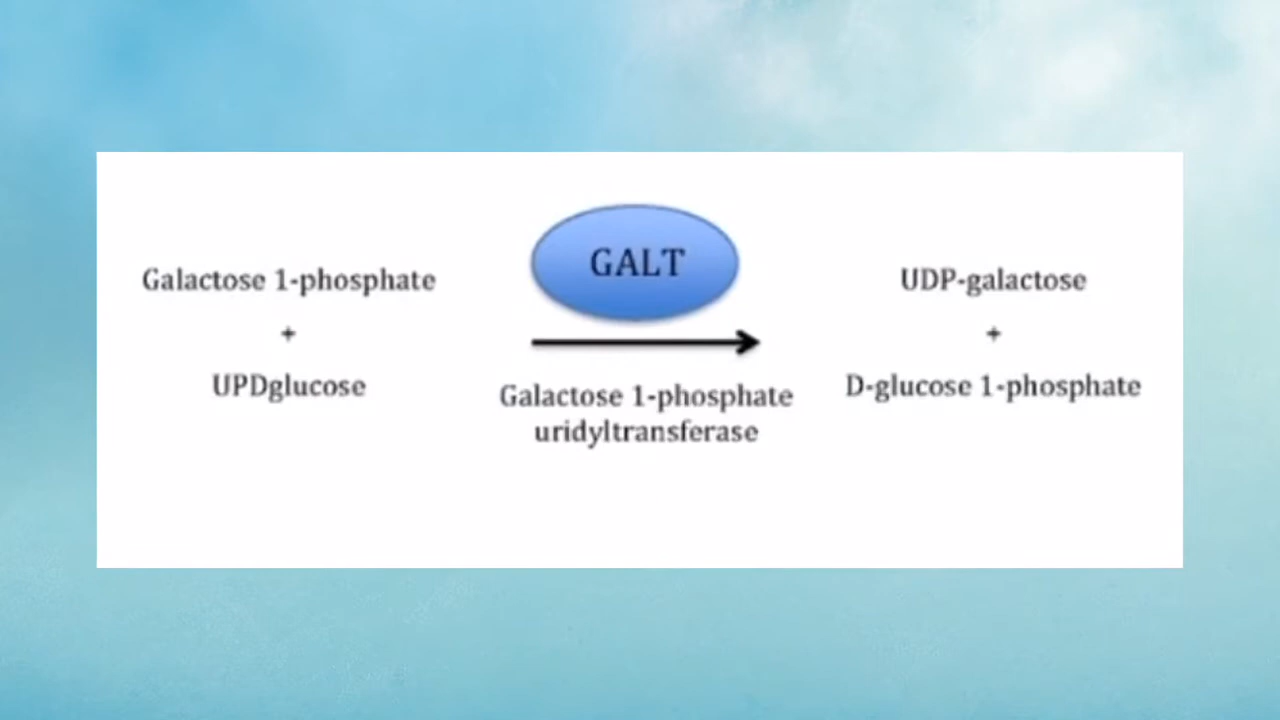 GALT
Galactose 1-phosphate
+
UPDglucose
Galactose 1-phosphate
uridyltransferase
UDP-galactose
+
D-glucose 1-phosphate